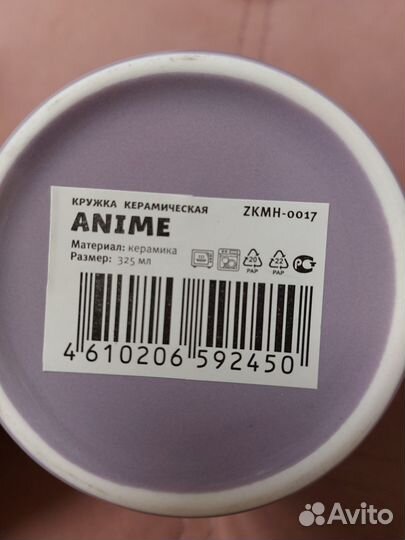 КРУЖКА КЕРАМИЧЕСКАЯ ZKMH-0017
ANIME
Материал: керамика
Размер: 325 мл
20 22
PAP PAP
4 610206 592450
Avito